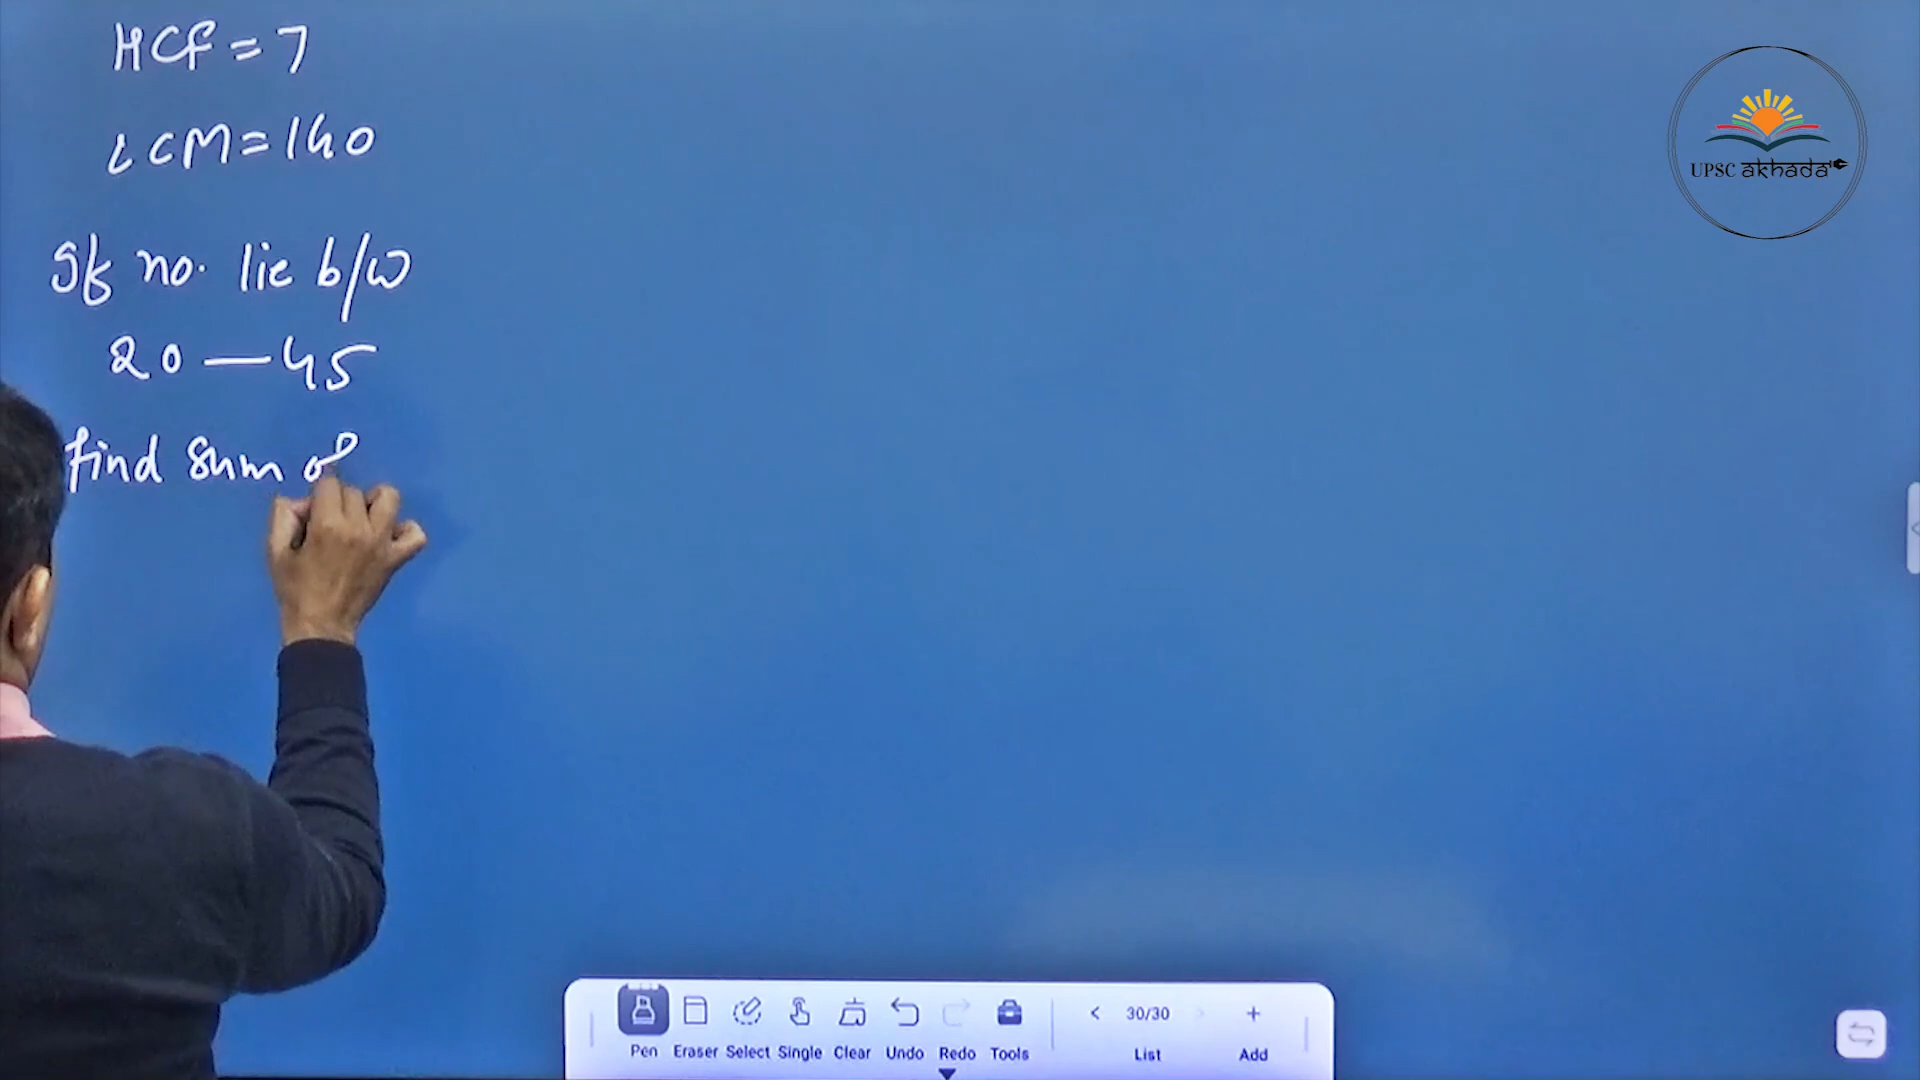 HCF = 7
LCM = 140
If no. lie b/w
20 — 45
find sum of
UPSC akhada
Pen Eraser Select Single Clear Undo Redo Tools
< 30/30 +
List Add